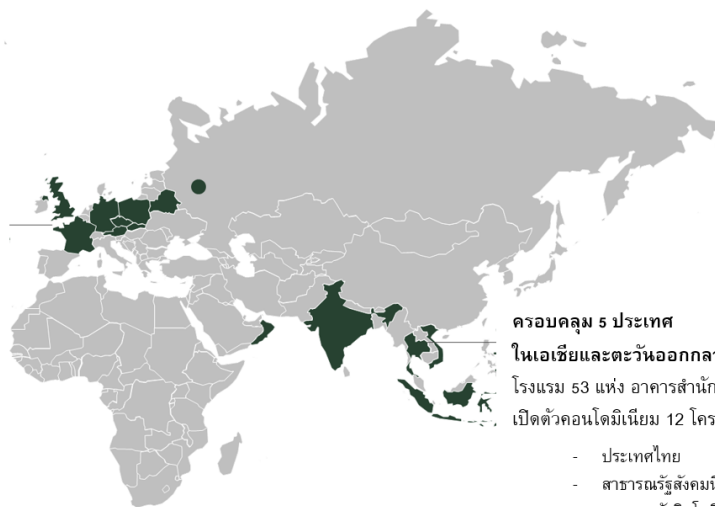 ครอบคลุม 5 ประเทศ
ในเอเชียและตะวันออกกลา
โรงแรม 53 แห่ง อาคารสำนัก
เปิดตัวคอนโดมิเนียม 12 โคร
- ประเทศไทย
- สาธารณรัฐสังคมนิ